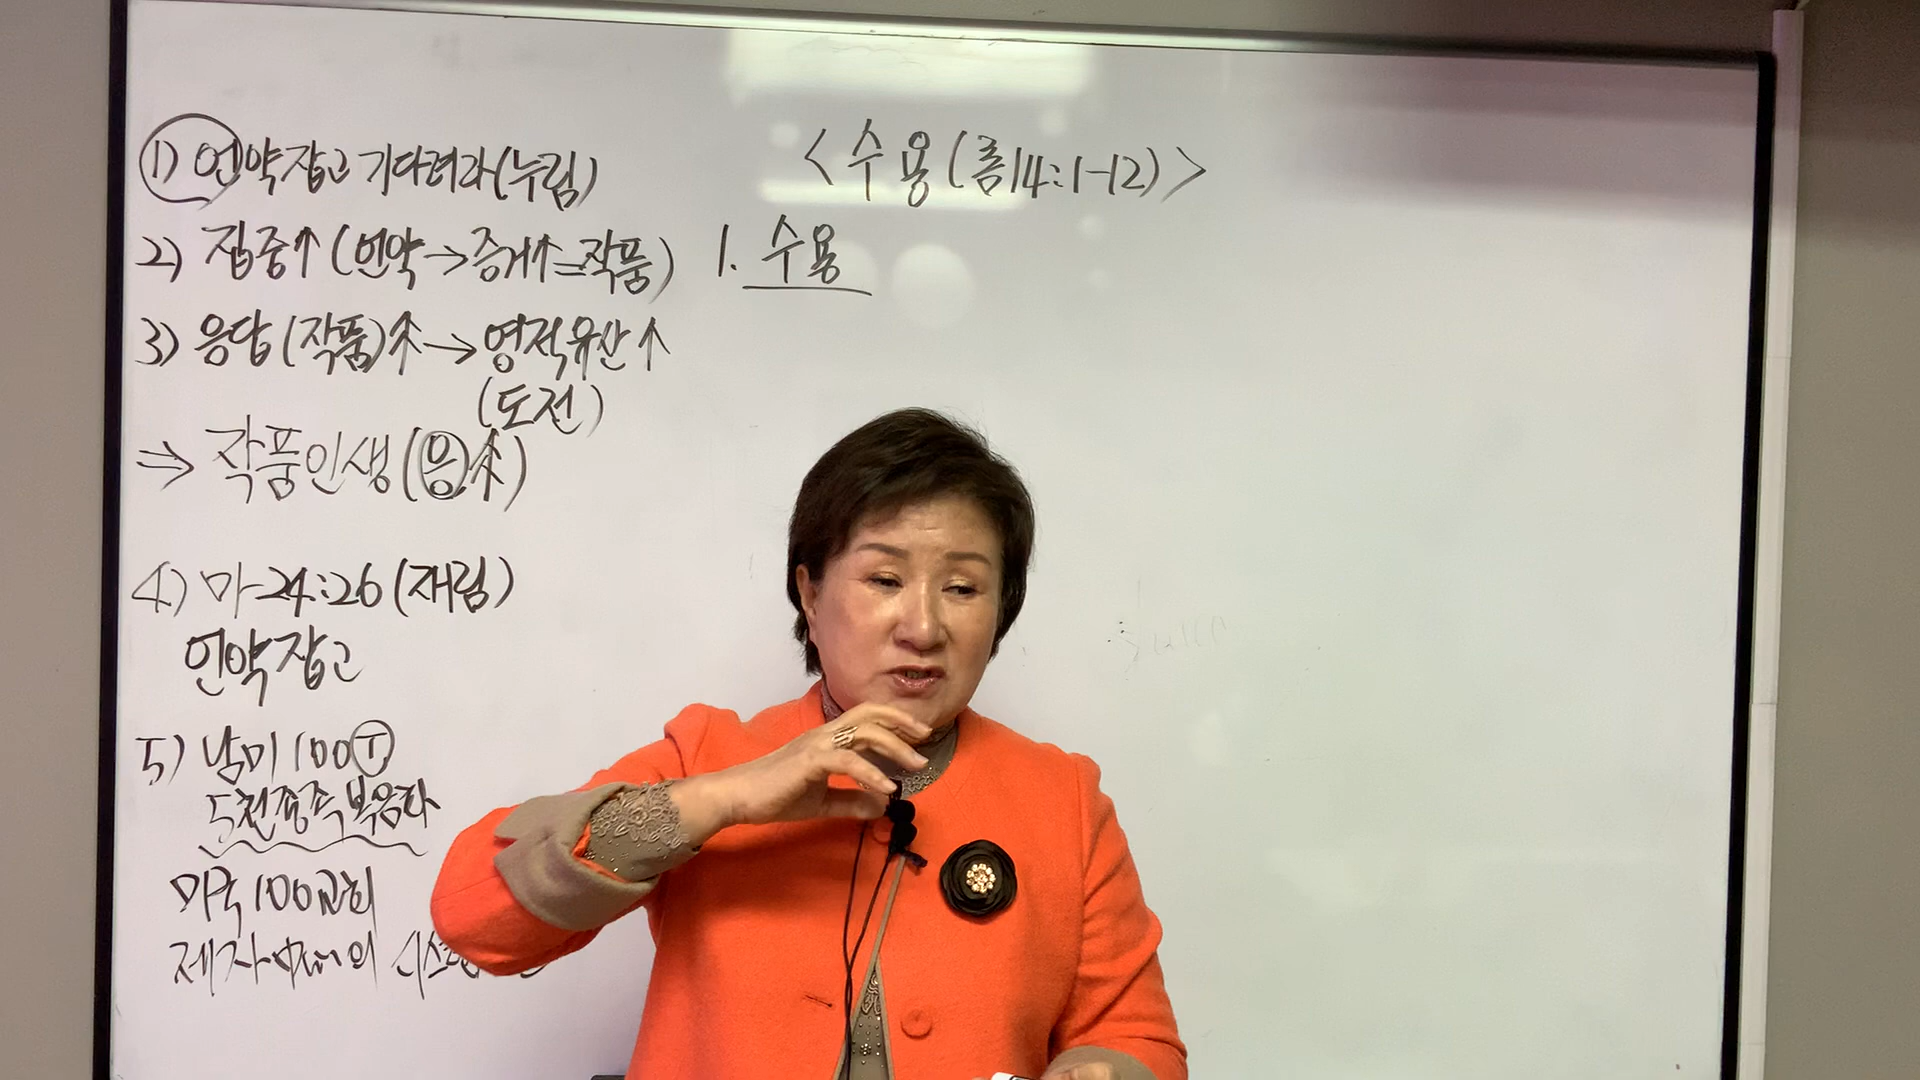 1) 언약잡고 기다려라(누림)
2) 집중↑(언약→증거↑=작품)
3) 응답(작품)↑→영적유산↑
(도전)
⇒ 작품인생(응↑)
4) 마24:26(재림)
언약잡고
5) 남미 100T
5천종족복음화
미국100교회
제자中心의
<수용(롬14:1-12)>
1. 수용